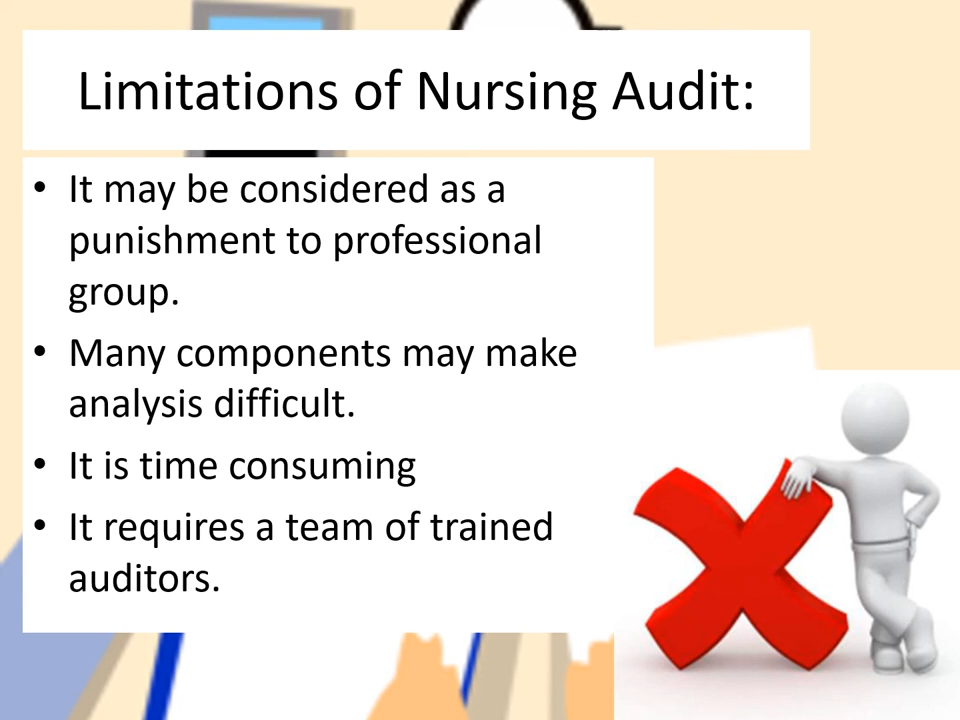 Limitations of Nursing Audit:
• It may be considered as a
punishment to professional
group.
• Many components may make
analysis difficult.
• It is time consuming
• It requires a team of trained
auditors.